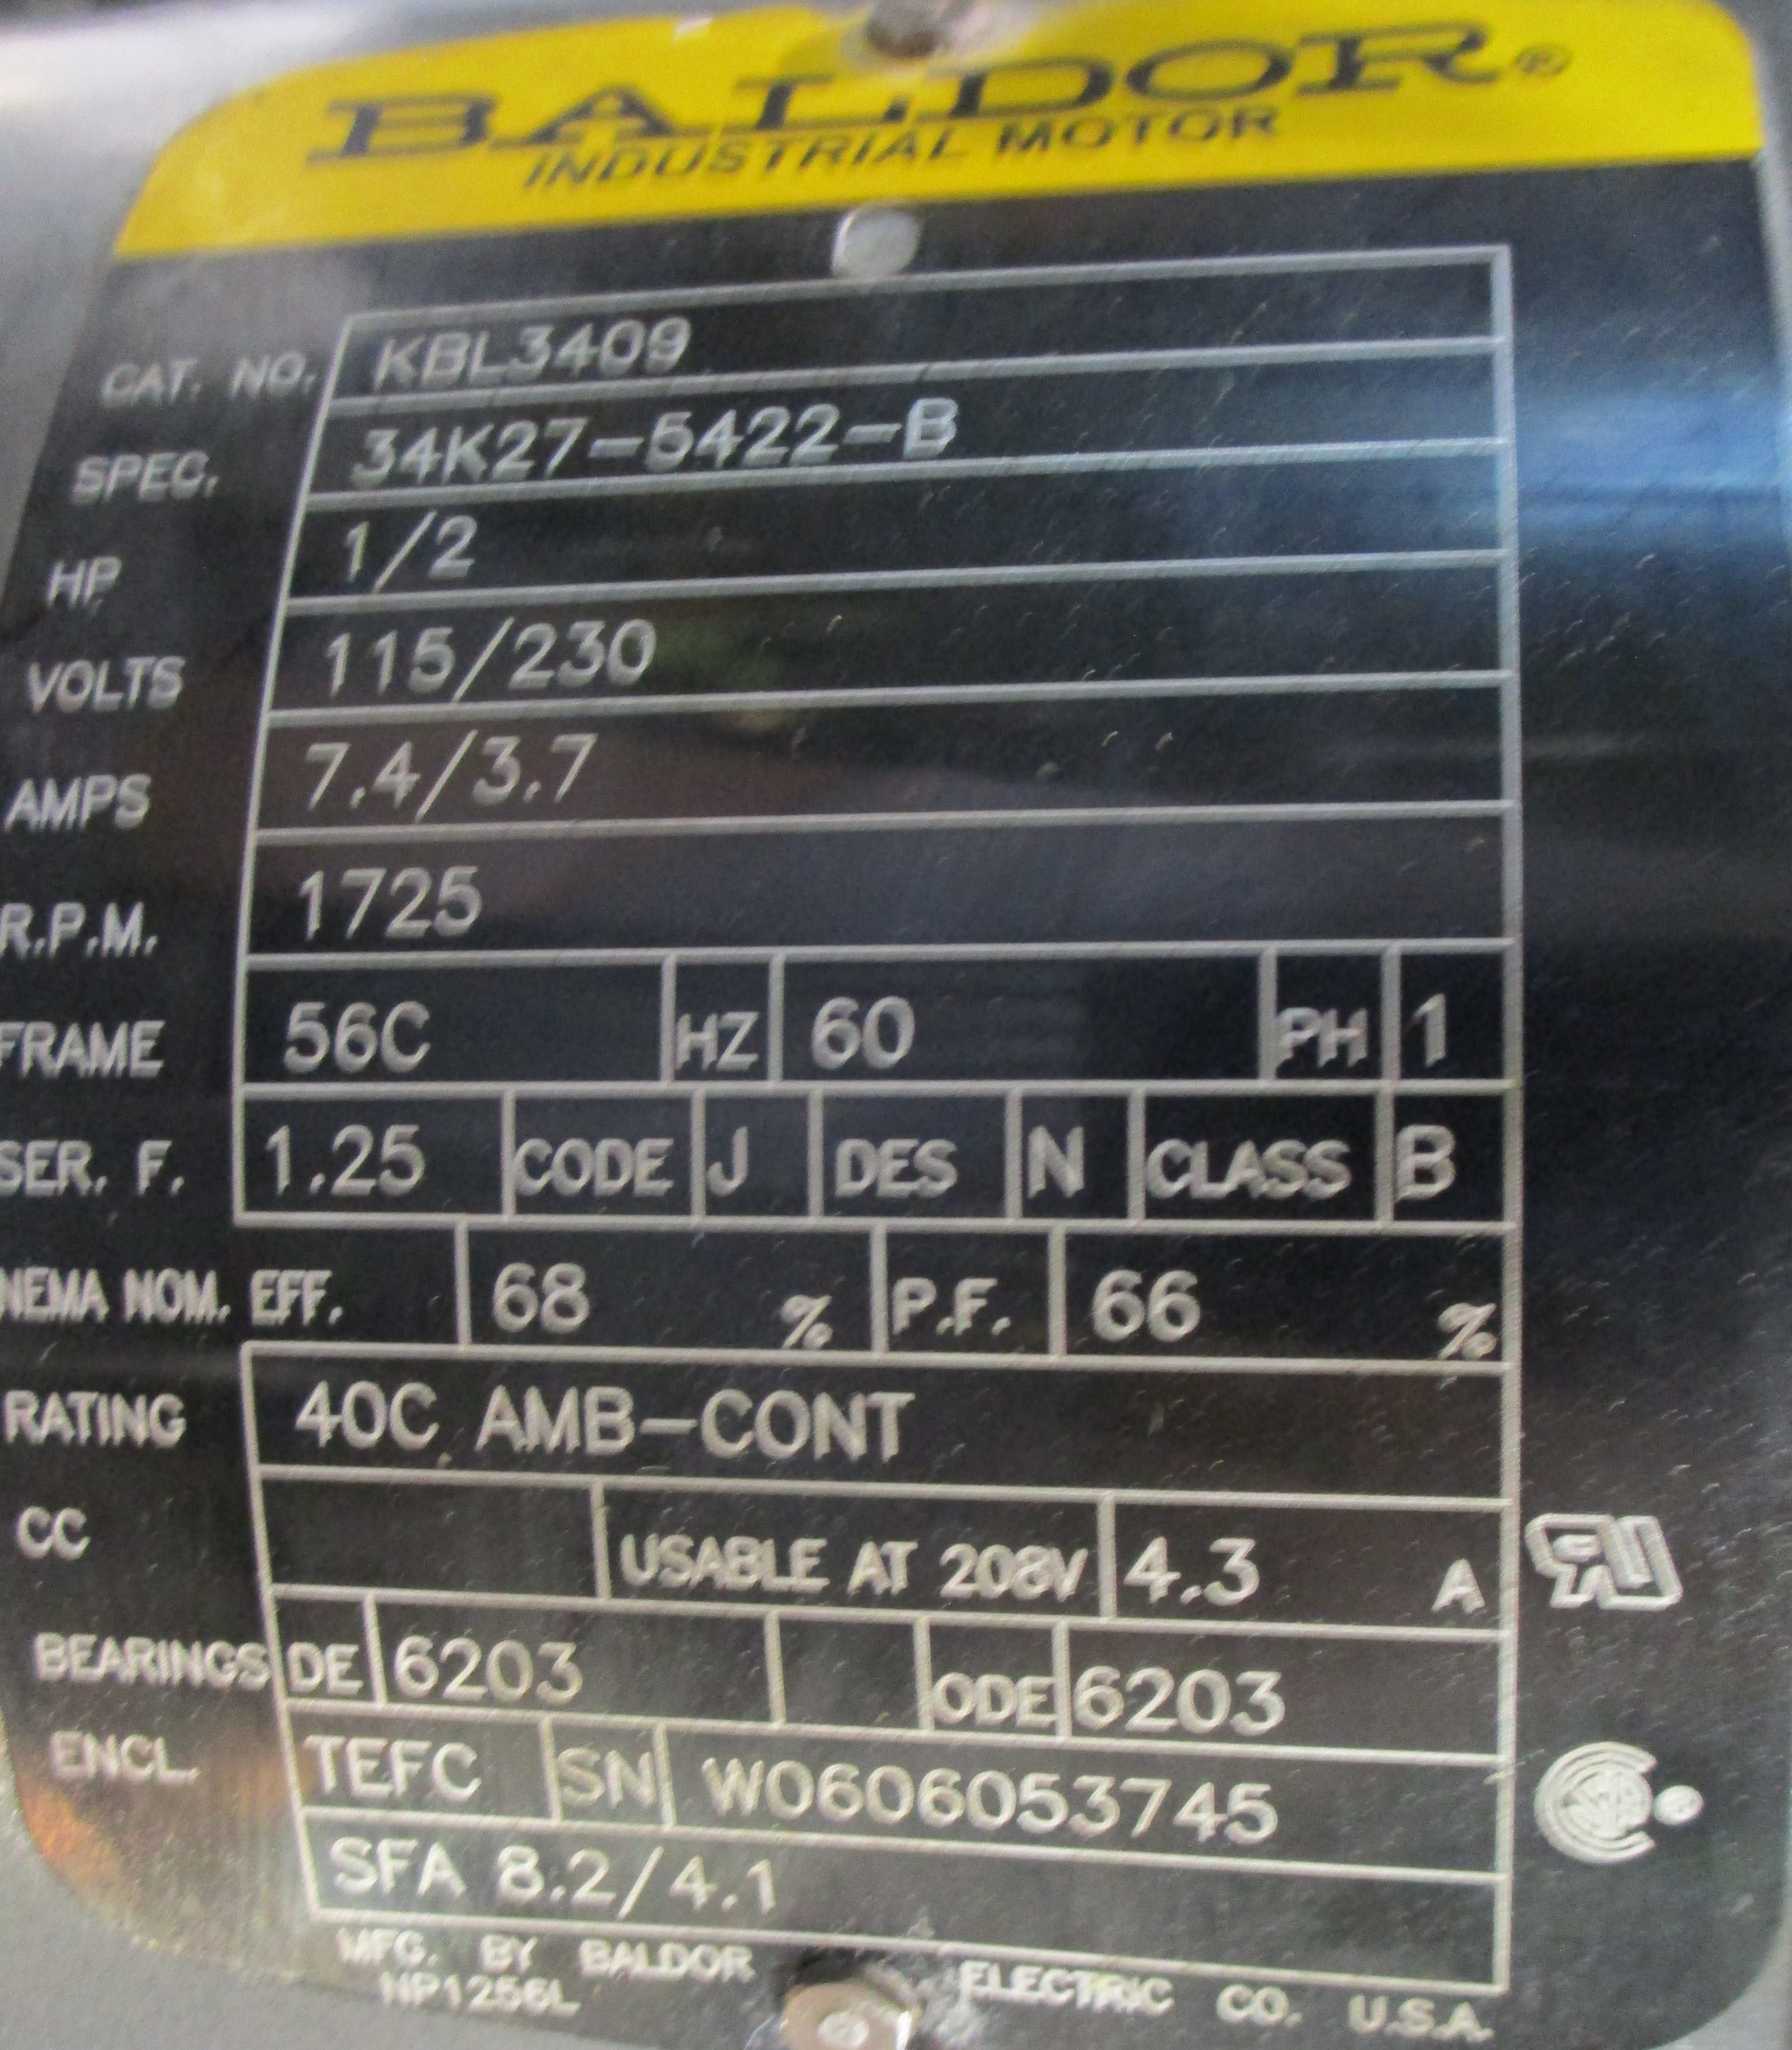 BALDOR®
INDUSTRIAL MOTOR
CAT. NO. KBL3409
SPEC. 34K27-5422-B
HP 1/2
VOLTS 115/230
AMPS 7.4/3.7
R.P.M. 1725
FRAME 56C HZ 60 PH 1
SER. F. 1.25 CODE J DES N CLASS B
NEMA NOM. EFF. 68 % P.F. 66 %
RATING 40C AMB-CONT
CC USABLE AT 208V 4.3 A
BEARINGS DE 6203 ODE 6203
ENCL. TEFC SN W0606053745
SFA 8.2/4.1
MFG. BY BALDOR ELECTRIC CO. U.S.A.
NP1256L